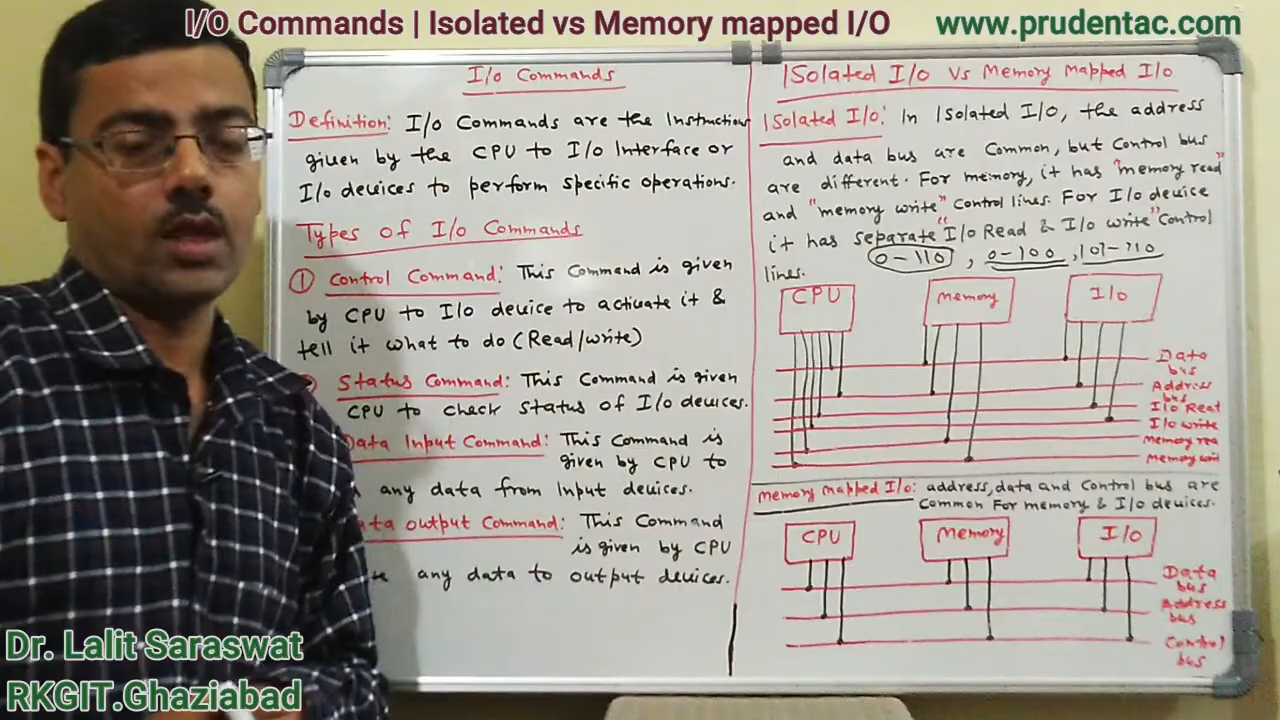 I/O Commands | Isolated vs Memory mapped I/O
www.prudentac.com
I/o Commands
Definition: I/o Commands are the Instructions
given by the CPU to I/o Interface or
I/o devices to perform specific operations.
Types of I/o Commands
① Control Command: This Command is given
by CPU to I/o device to activate it &
tell it what to do (Read/write)
Status Command: This Command is given
CPU to check status of I/o devices.
Data Input Command: This Command is
given by CPU to
any data from Input devices.
Data output Command: This Command
is given by CPU
any data to output devices.
ISolated I/o Vs Memory Mapped I/o
ISolated I/o: In ISolated I/o, the address
and data bus are Common, but Control bus
are different. For memory, it has "memory read"
and "memory write" Control lines. For I/o device
it has separate "I/o Read & I/o write" Control
lines.
0-110, 0-100, 101-110
CPU
Memory
I/o
Data
bus
Address
bus
I/o Read
I/o write
Memory rea
Memory writ
Memory Mapped I/o: address, data and Control bus are
Common For memory & I/o devices.
CPU
Memory
I/o
Data
bus
Address
bus
Control
bus
Dr. Lalit Saraswat
RKGIT.Ghaziabad